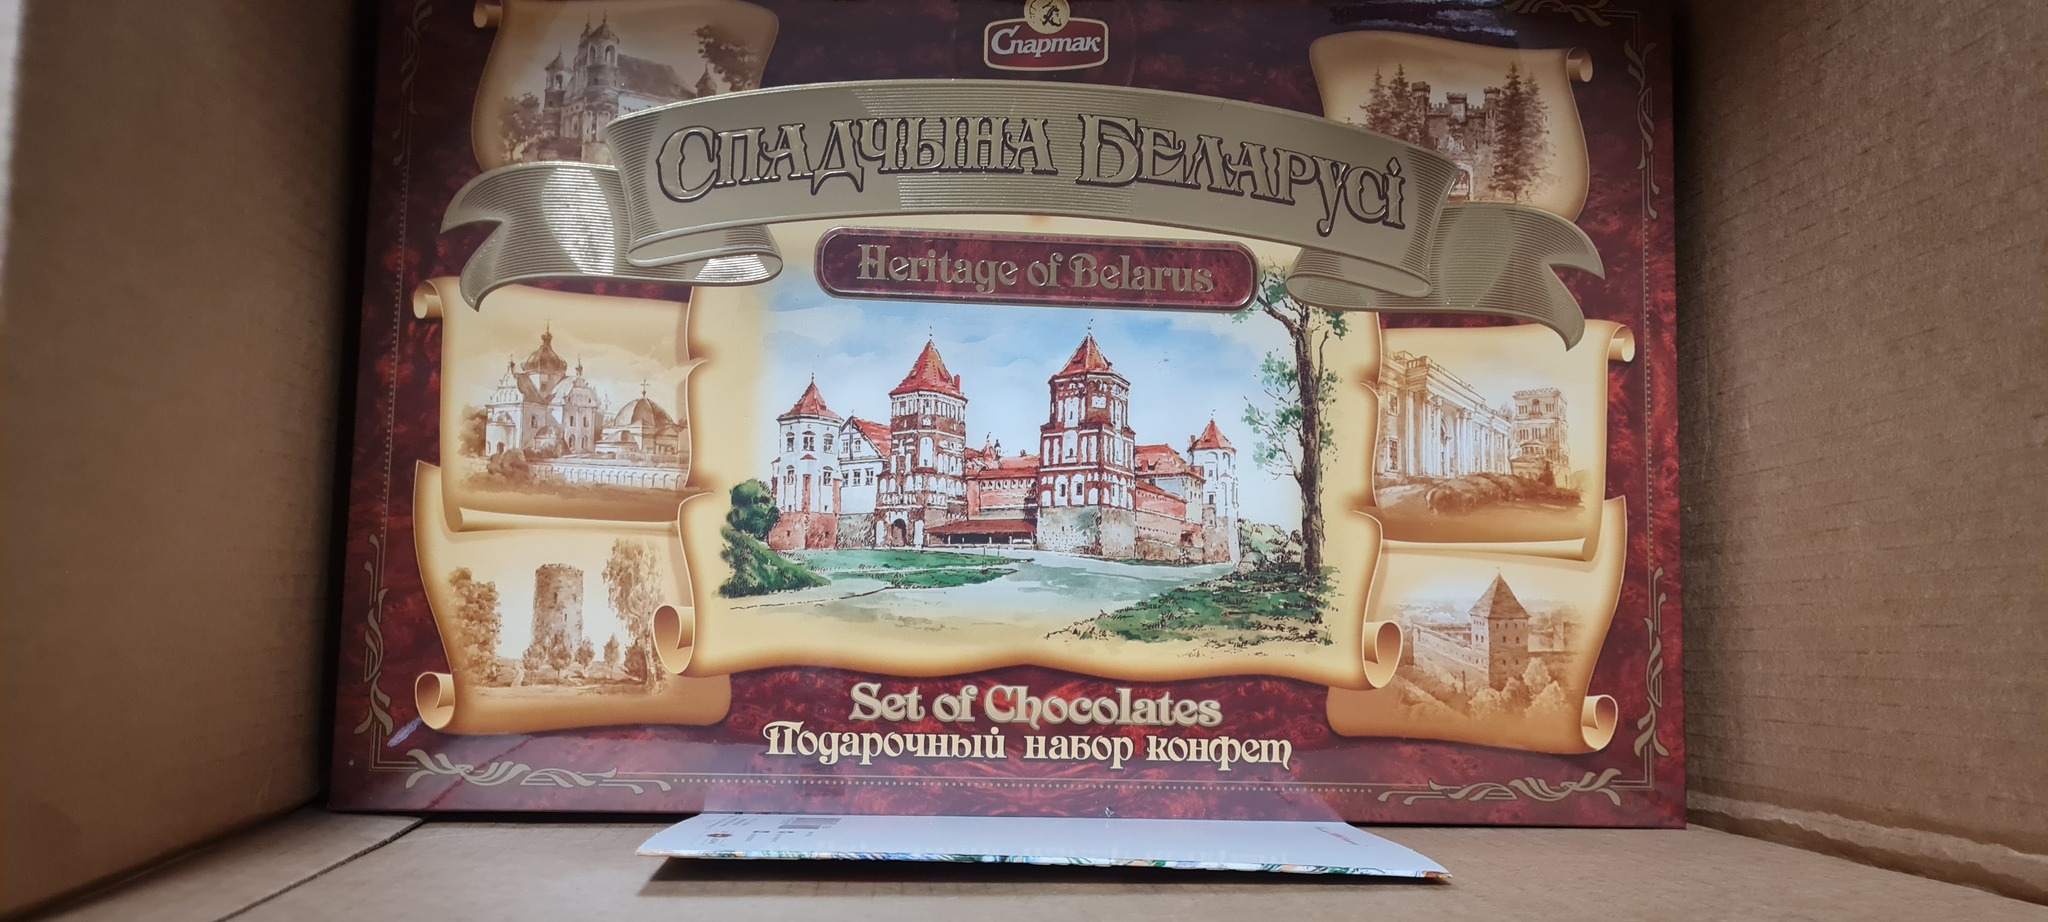 Спартак
Спадчына Беларусі
Heritage of Belarus
Set of Chocolates
Подарочный набор конфет